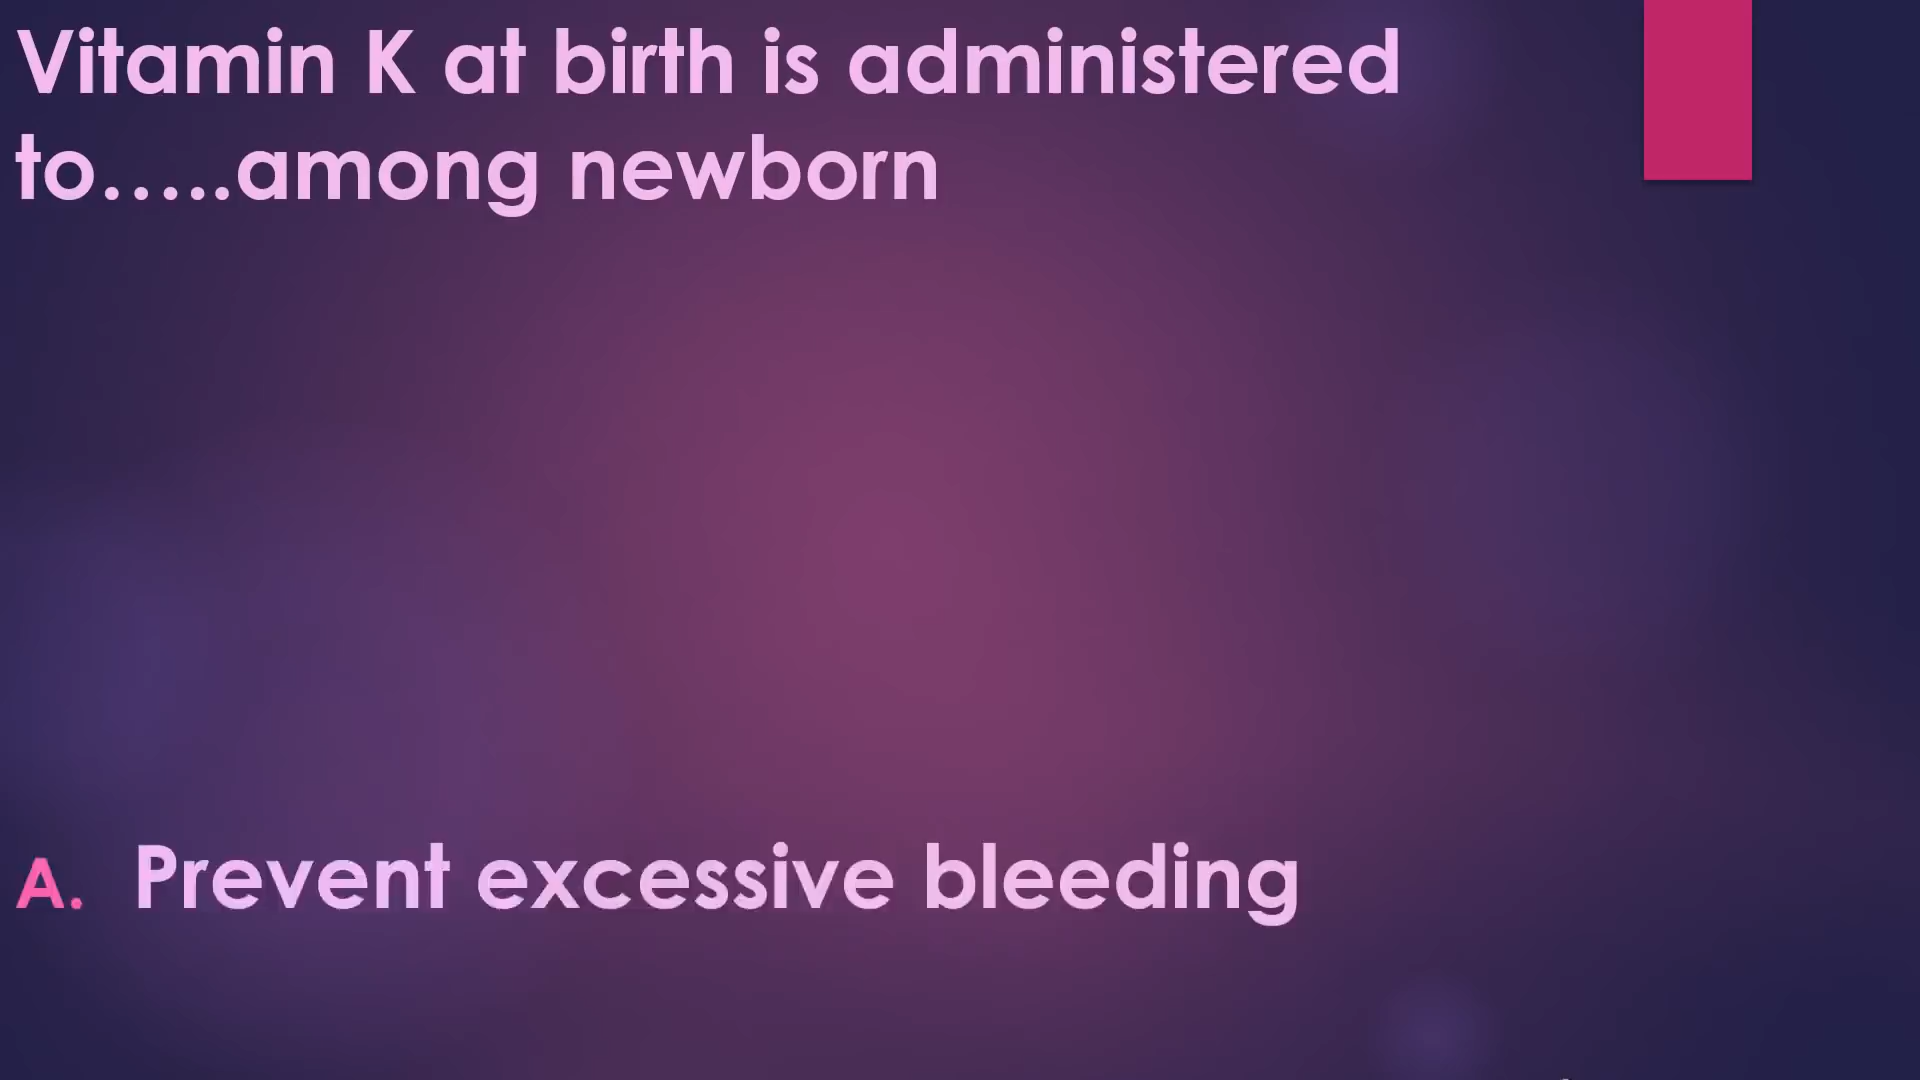 Vitamin K at birth is administered
to.....among newborn
A. Prevent excessive bleeding